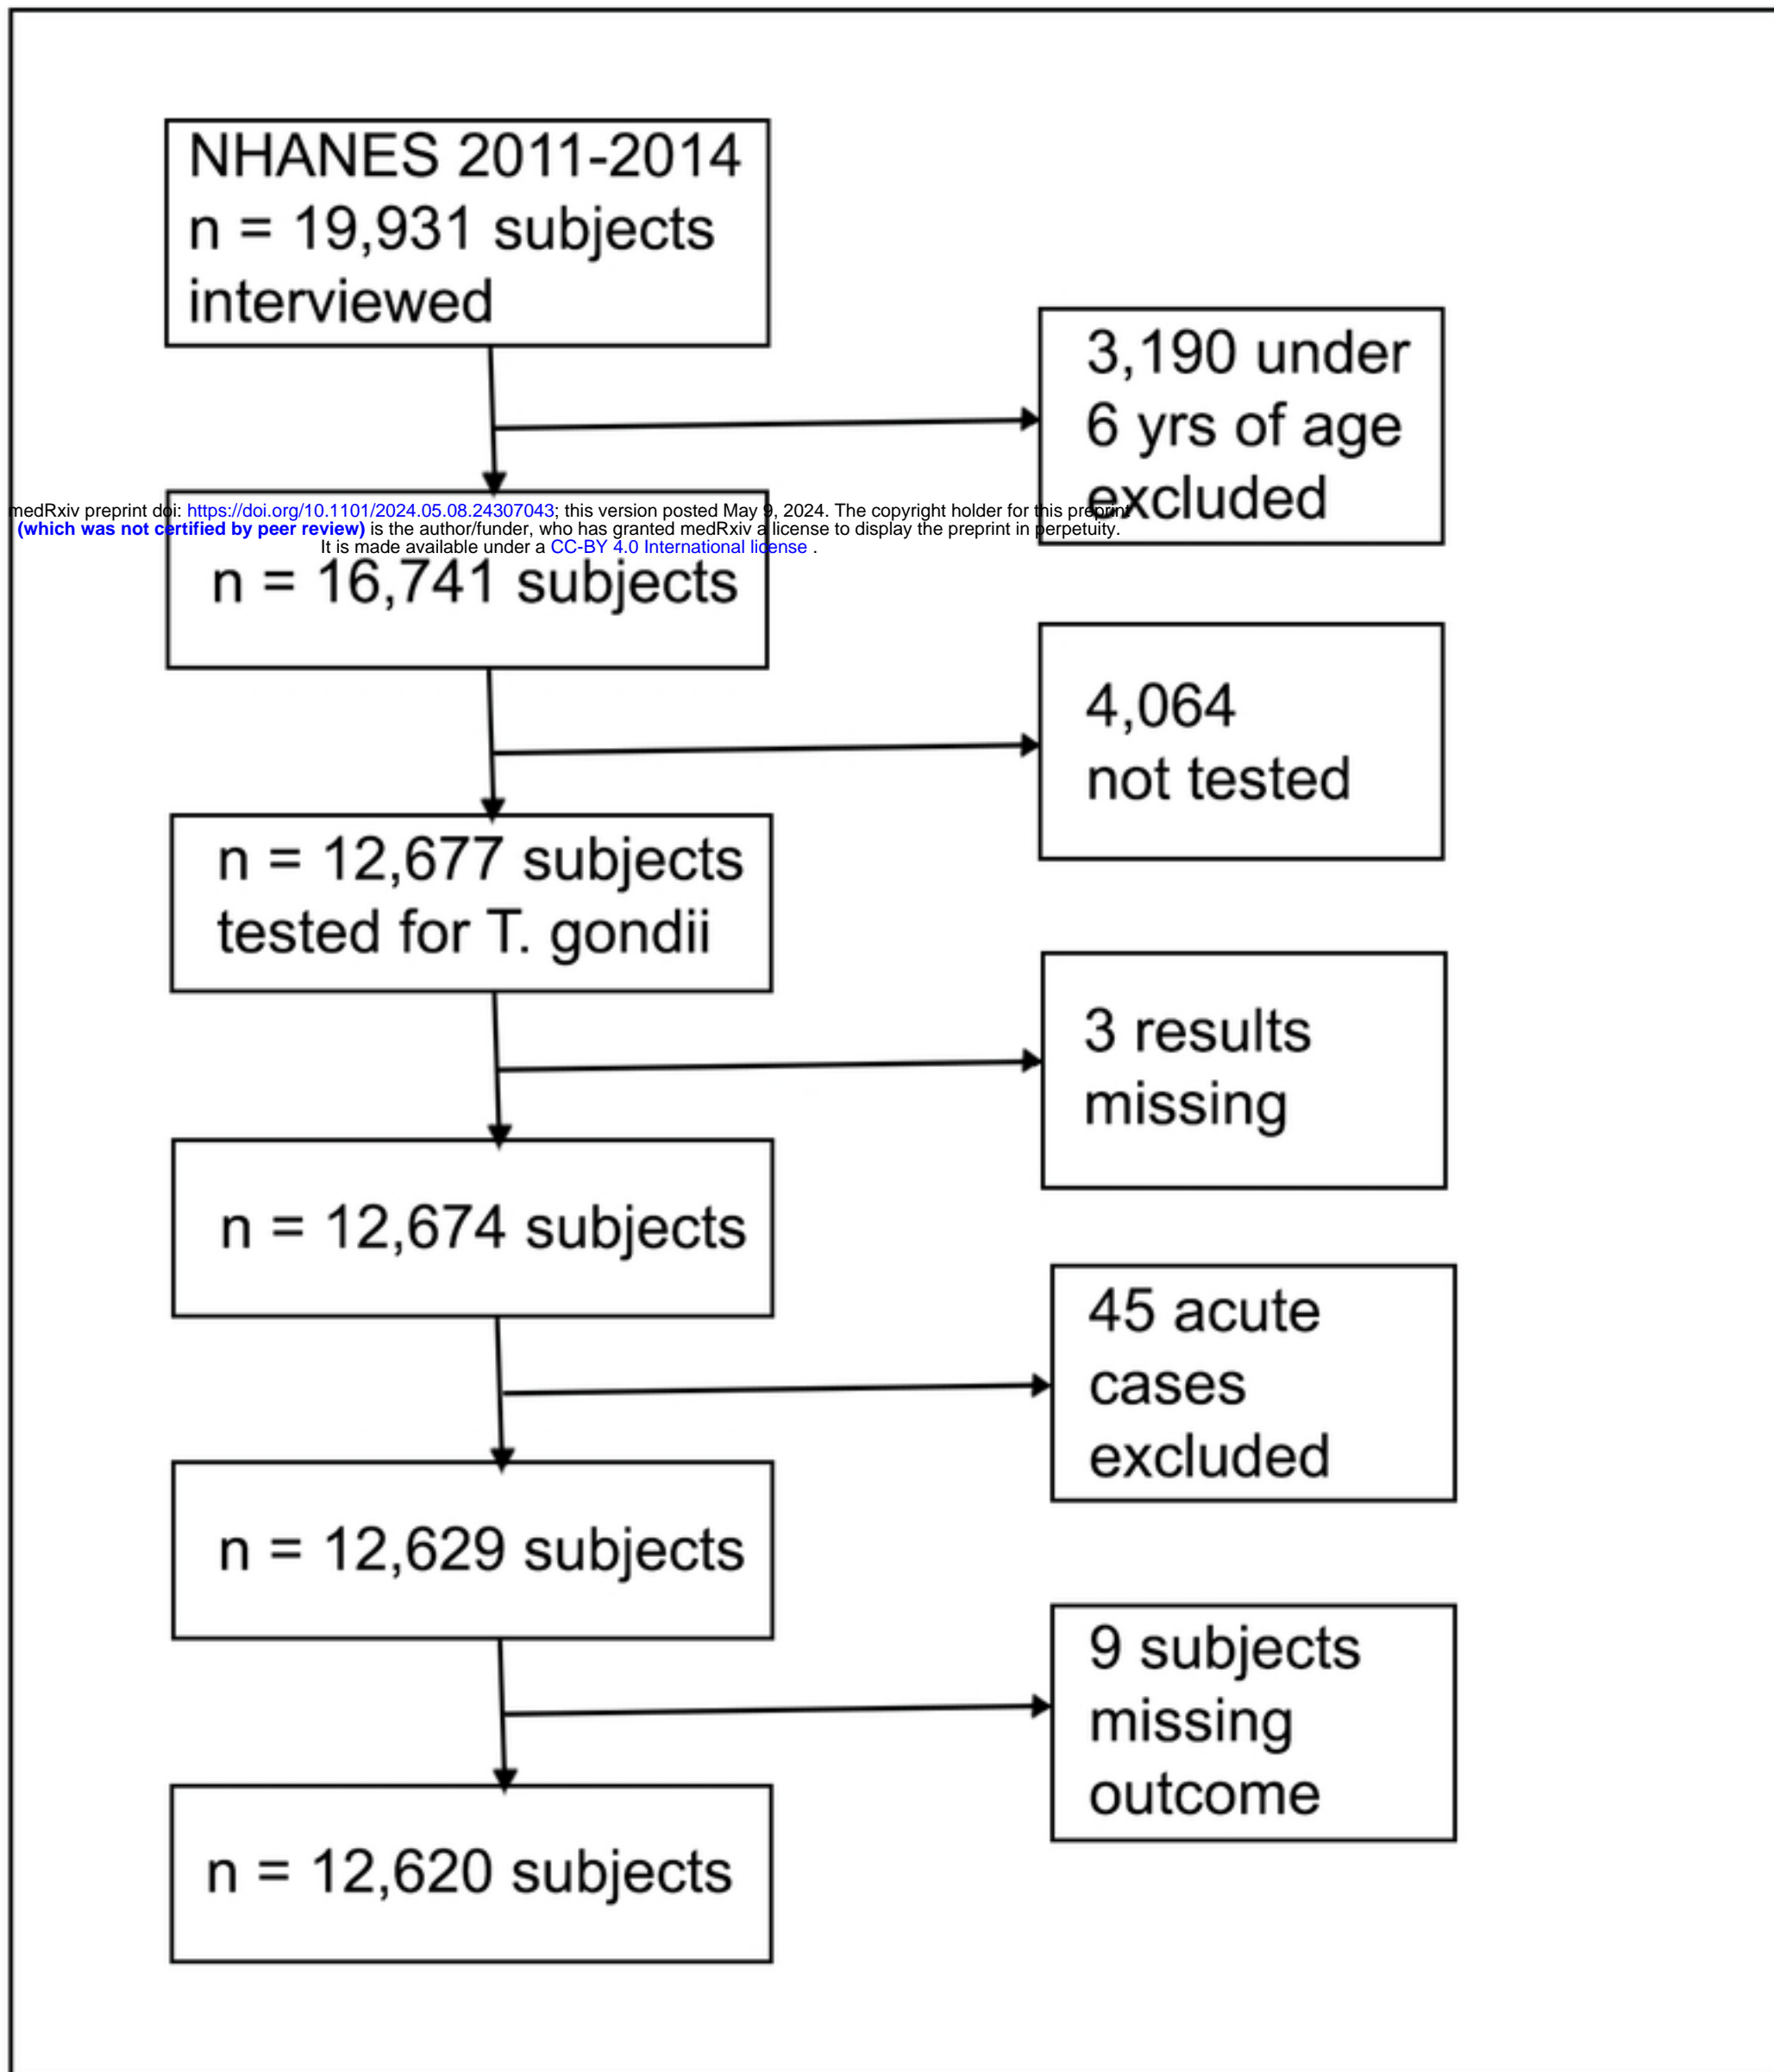 NHANES 2011-2014
n = 19,931 subjects
interviewed
3,190 under
6 yrs of age
excluded
medRxiv preprint doi: https://doi.org/10.1101/2024.05.08.24307043; this version posted May 9, 2024. The copyright holder for this preprint
(which was not certified by peer review) is the author/funder, who has granted medRxiv a license to display the preprint in perpetuity.
It is made available under a CC-BY 4.0 International license .
n = 16,741 subjects
4,064
not tested
n = 12,677 subjects
tested for T. gondii
3 results
missing
n = 12,674 subjects
45 acute
cases
excluded
n = 12,629 subjects
9 subjects
missing
outcome
n = 12,620 subjects